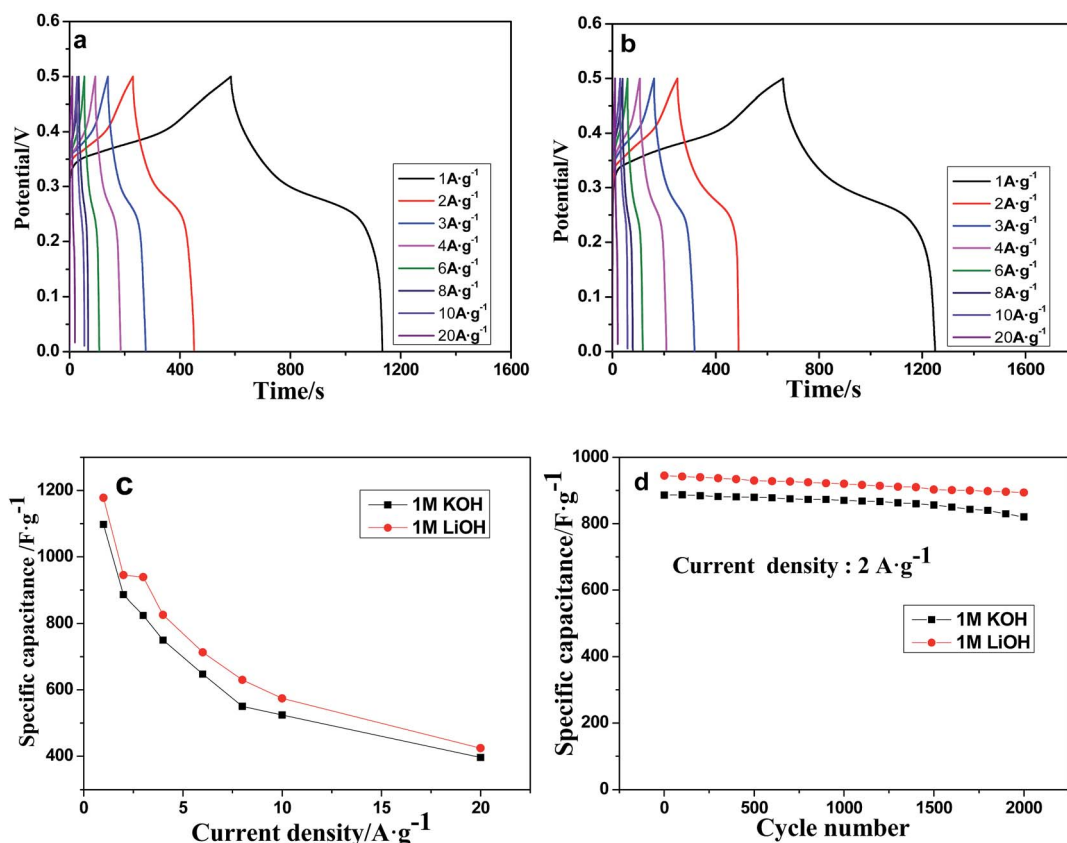 a
0.6
0.5
0.4
0.3
0.2
0.1
0.0
Potential/V
0
400
800
1200
1600
Time/s
1A·g⁻¹
2A·g⁻¹
3A·g⁻¹
4A·g⁻¹
6A·g⁻¹
8A·g⁻¹
10A·g⁻¹
20A·g⁻¹
b
0.6
0.5
0.4
0.3
0.2
0.1
0.0
Potential/V
0
400
800
1200
1600
Time/s
1A·g⁻¹
2A·g⁻¹
3A·g⁻¹
4A·g⁻¹
6A·g⁻¹
8A·g⁻¹
10A·g⁻¹
20A·g⁻¹
c
1200
1000
800
600
400
Specific capacitance /F·g⁻¹
0
5
10
15
20
Current density/A·g⁻¹
1M KOH
1M LiOH
d
1000
800
600
400
200
0
Specific capacitance/F·g⁻¹
0
500
1000
1500
2000
Cycle number
Current density : 2 A·g⁻¹
1M KOH
1M LiOH